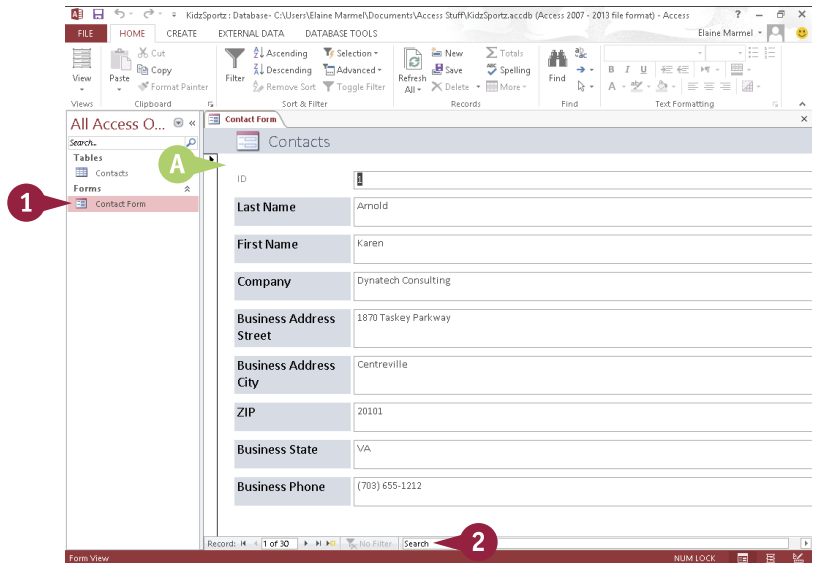 KidzSportz : Database- C:\Users\Elaine Marmel\Documents\Access Stuff\KidzSportz.accdb (Access 2007 - 2013 file format) - Access
FILE HOME CREATE EXTERNAL DATA DATABASE TOOLS Elaine Marmel
View
Views
Paste
Cut
Copy
Format Painter
Clipboard
Filter
Ascending
Descending
Remove Sort
Selection
Advanced
Toggle Filter
Sort & Filter
Refresh
All
New
Save
Delete
Totals
Spelling
More
Records
Find
Find
B I U
A
Text Formatting
All Access O...
Search..
Tables
Contacts
Forms
Contact Form
1
Contact Form
Contacts
A
ID 1
Last Name Arnold
First Name Karen
Company Dynatech Consulting
Business Address
Street
1870 Taskey Parkway
Business Address
City
Centreville
ZIP 20101
Business State VA
Business Phone (703) 655-1212
Record: 1 of 30 No Filter Search
2
Form View NUM LOCK